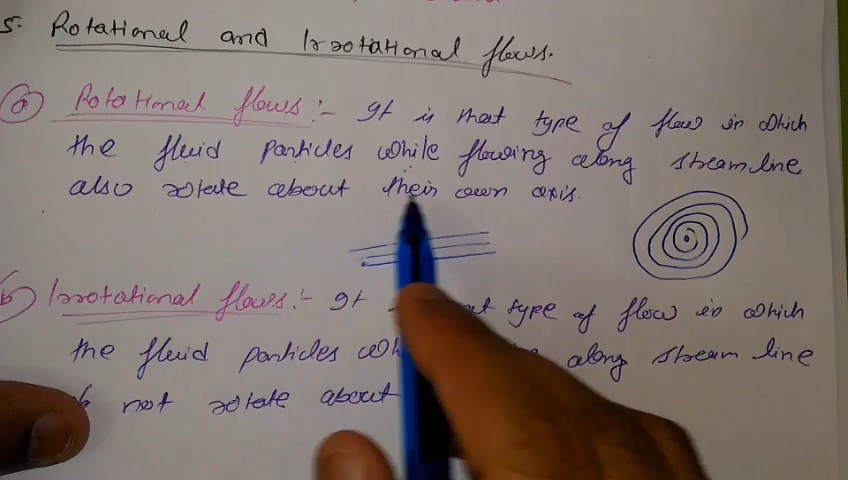 5. Rotational and Irrotational flows.
a) Rotational flows :- It is that type of flow in which
the fluid particles while flowing along streamline
also rotate about their own axis.
b) Irrotational flows :- It type of flow in which
the fluid particles along stream line
not rotate about